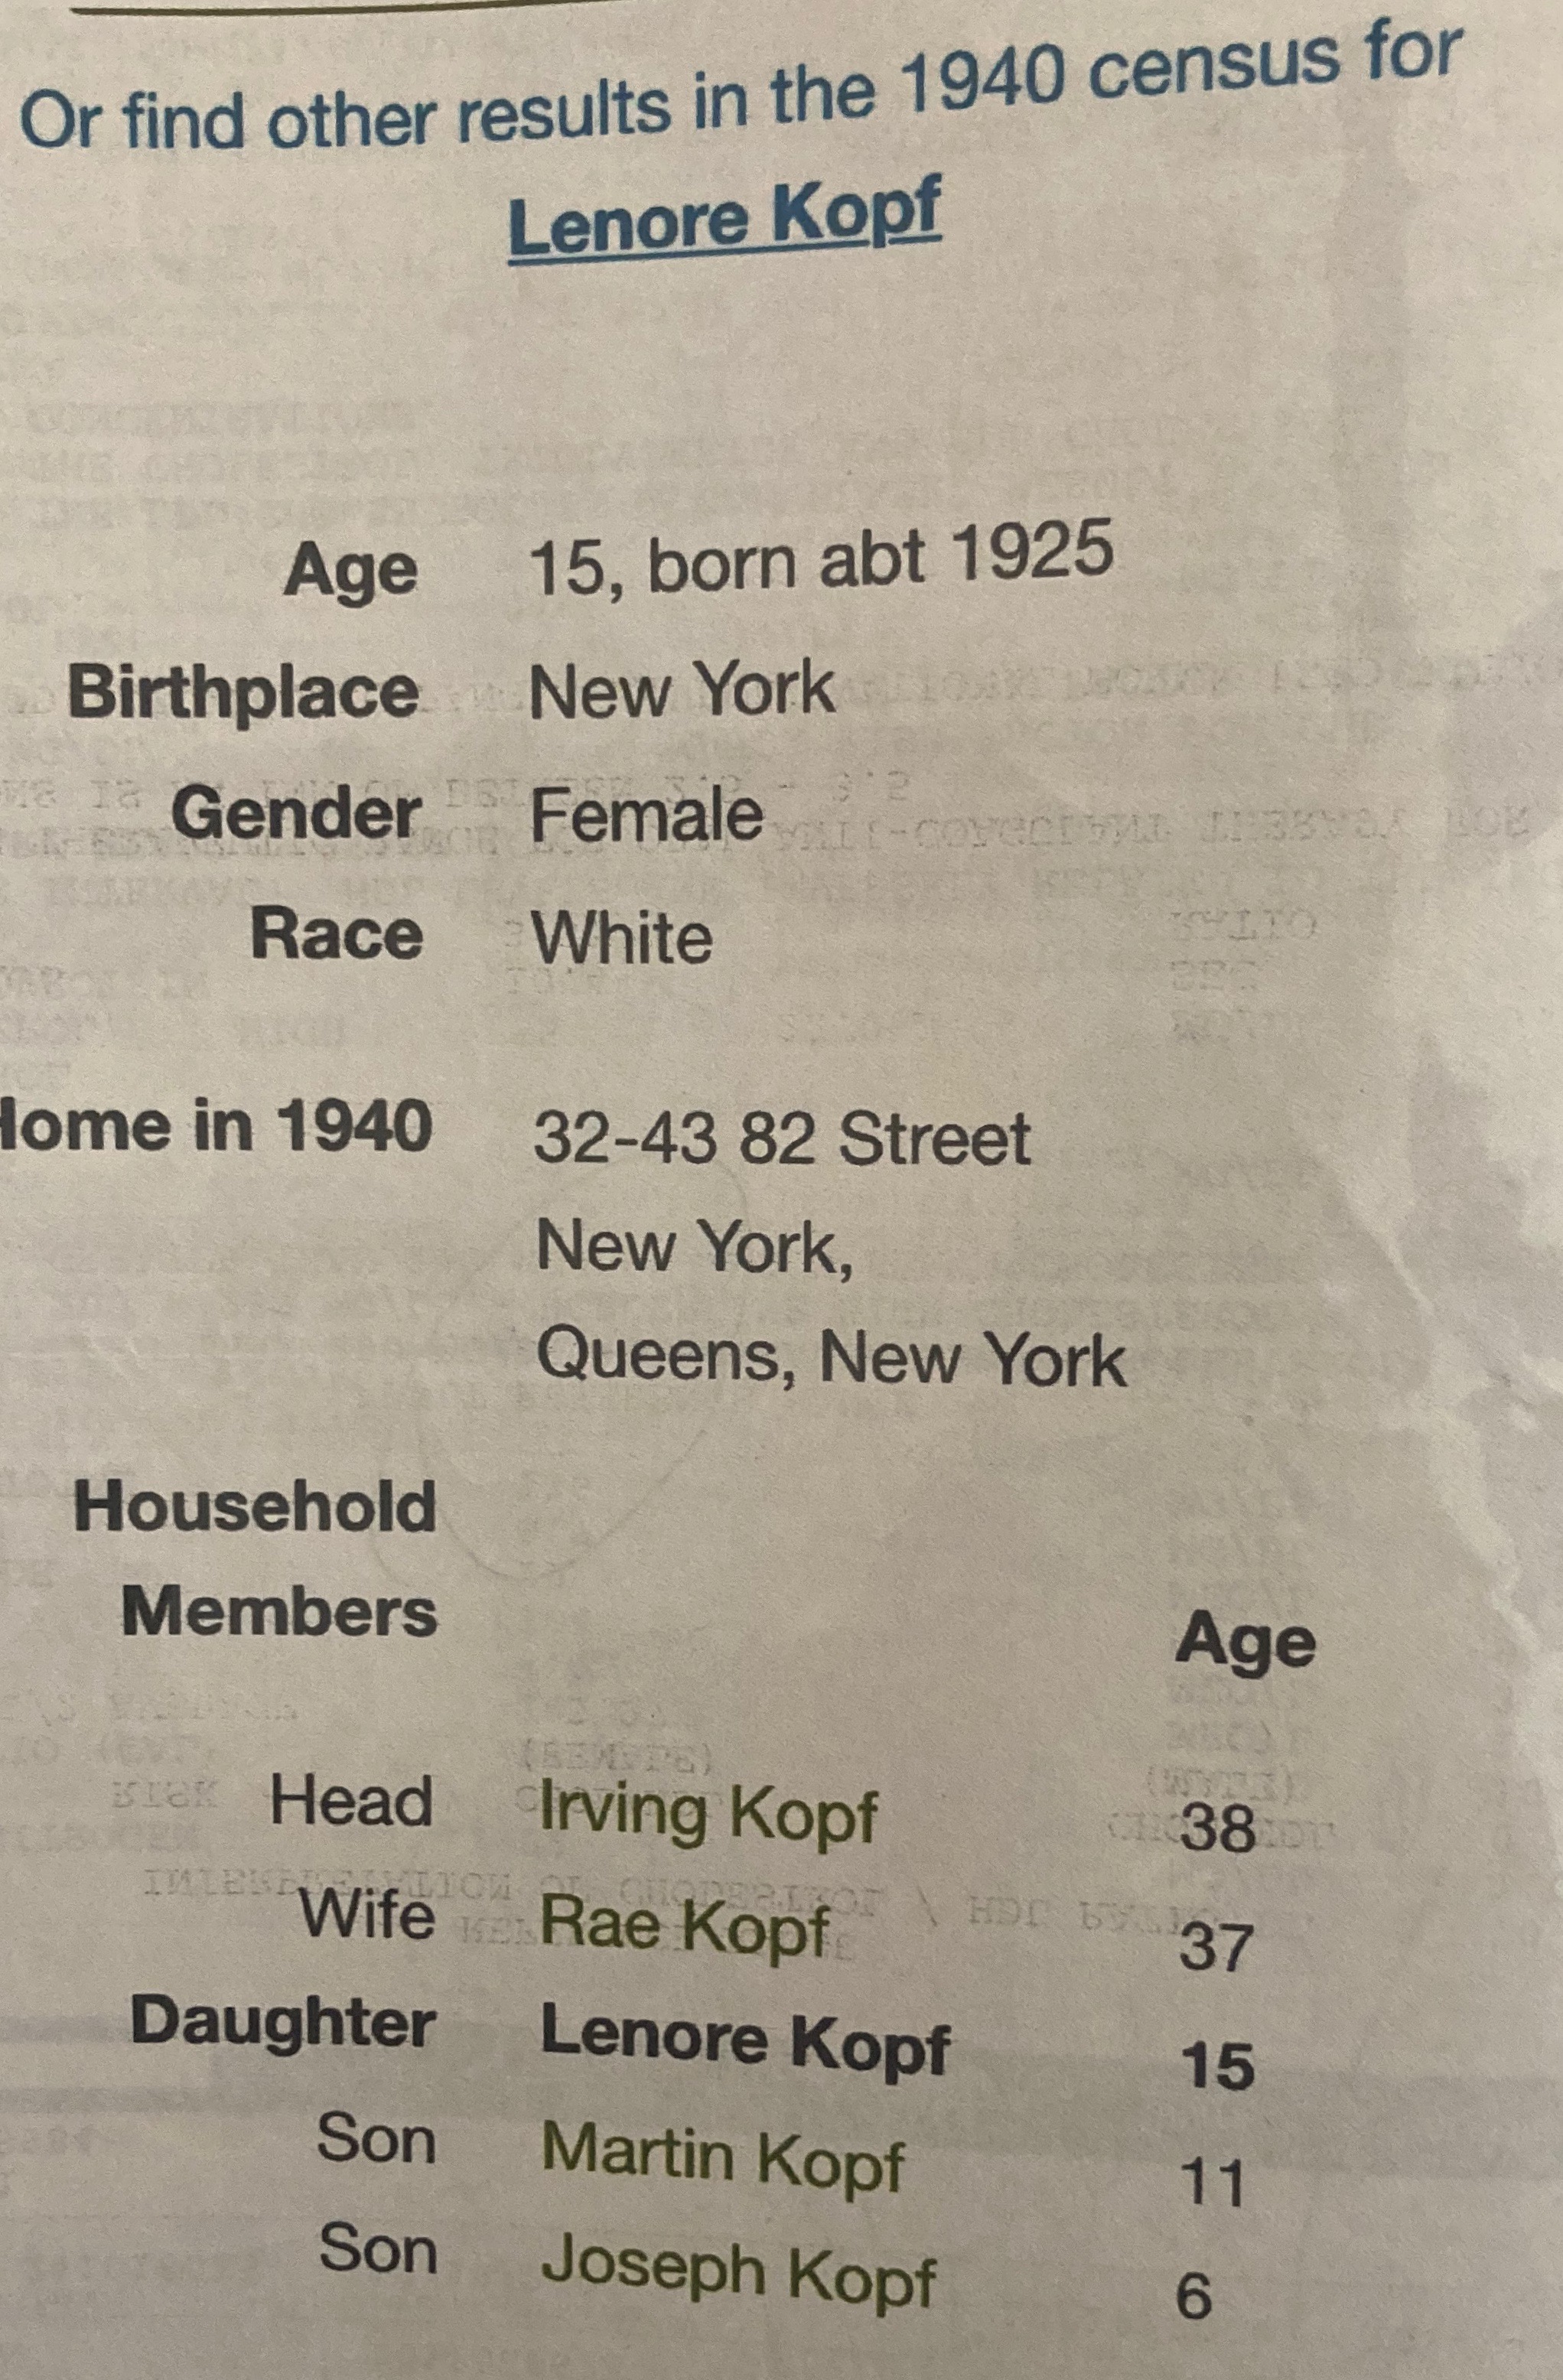 Or find other results in the 1940 census for
Lenore Kopf
Age 15, born abt 1925
Birthplace New York
Gender Female
Race White
Home in 1940 32-43 82 Street
New York,
Queens, New York
Household
Members Age
Head Irving Kopf 38
Wife Rae Kopf 37
Daughter Lenore Kopf 15
Son Martin Kopf 11
Son Joseph Kopf 6